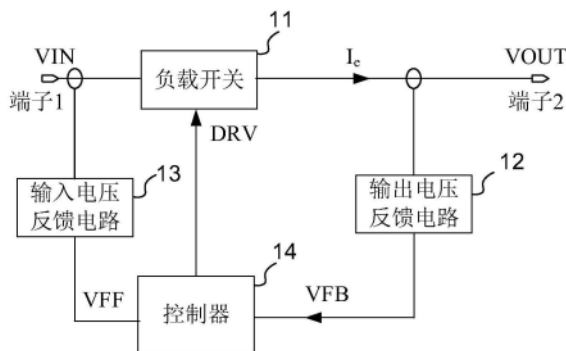 11
VIN
负载开关
Ie
VOUT
端子1
端子2
DRV
13
输入电压
反馈电路
12
输出电压
反馈电路
14
VFF
控制器
VFB